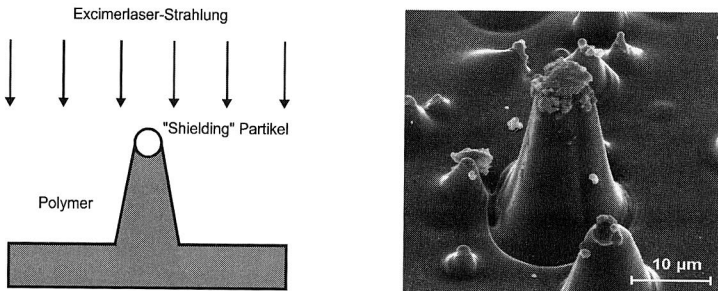 Excimerlaser-Strahlung
"Shielding" Partikel
Polymer
10 µm